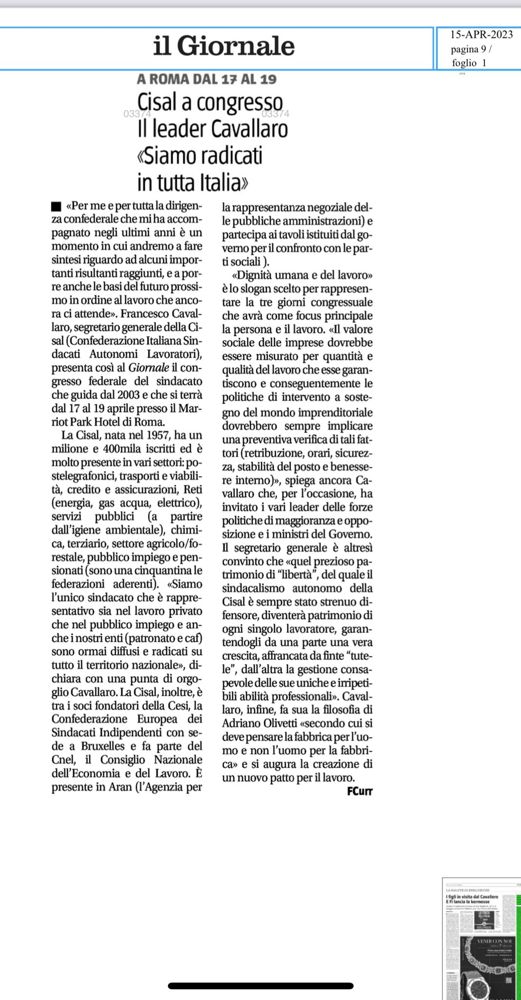 il Giornale
15-APR-2023
pagina 9 /
foglio 1
3374
A ROMA DAL 17 AL 19
Cisal a congresso
03374 03374
Il leader Cavallaro
«Siamo radicati
in tutta Italia»
«Per me e per tutta la dirigen-
za confederale che mi ha accom-
pagnato negli ultimi anni è un
momento in cui andremo a fare
sintesi riguardo ad alcuni impor-
tanti risultanti raggiunti, e a por-
re anche le basi del futuro prossi-
mo in ordine al lavoro che anco-
ra ci attende». Francesco Caval-
laro, segretario generale della Ci-
sal (Confederazione Italiana Sin-
dacati Autonomi Lavoratori),
presenta così al Giornale il con-
gresso federale del sindacato
che guida dal 2003 e che si terrà
dal 17 al 19 aprile presso il Mar-
riot Park Hotel di Roma.
La Cisal, nata nel 1957, ha un
milione e 400mila iscritti ed è
molto presente in vari settori: po-
stelegrafonici, trasporti e viabili-
tà, credito e assicurazioni, Reti
(energia, gas acqua, elettrico),
servizi pubblici (a partire
dall'igiene ambientale), chimi-
ca, terziario, settore agricolo/fo-
restale, pubblico impiego e pen-
sionati (sono una cinquantina le
federazioni aderenti). «Siamo
l'unico sindacato che è rappre-
sentativo sia nel lavoro privato
che nel pubblico impiego e an-
che i nostri enti (patronato e caf)
sono ormai diffusi e radicati su
tutto il territorio nazionale», di-
chiara con una punta di orgo-
glio Cavallaro. La Cisal, inoltre, è
tra i soci fondatori della Cesi, la
Confederazione Europea dei
Sindacati Indipendenti con se-
de a Bruxelles e fa parte del
Cnel, il Consiglio Nazionale
dell'Economia e del Lavoro. È
presente in Aran (l'Agenzia per
la rappresentanza negoziale del-
le pubbliche amministrazioni) e
partecipa ai tavoli istituiti dal go-
verno per il confronto con le par-
ti sociali ).
«Dignità umana e del lavoro»
è lo slogan scelto per rappresen-
tare la tre giorni congressuale
che avrà come focus principale
la persona e il lavoro. «Il valore
sociale delle imprese dovrebbe
essere misurato per quantità e
qualità del lavoro che esse garan-
tiscono e conseguentemente le
politiche di intervento a soste-
gno del mondo imprenditoriale
dovrebbero sempre implicare
una preventiva verifica di tali fat-
tori (retribuzione, orari, sicurez-
za, stabilità del posto e benesse-
re interno)», spiega ancora Ca-
vallaro che, per l'occasione, ha
invitato i vari leader delle forze
politiche di maggioranza e oppo-
sizione e i ministri del Governo.
Il segretario generale è altresì
convinto che «quel prezioso pa-
trimonio di “libertà”, del quale il
sindacalismo autonomo della
Cisal è sempre stato strenuo di-
fensore, diventerà patrimonio di
ogni singolo lavoratore, garan-
tendogli da una parte una vera
crescita, affrancata da finte “tute-
le”, dall'altra la gestione consa-
pevole delle sue uniche e irripeti-
bili abilità professionali». Caval-
laro, infine, fa sua la filosofia di
Adriano Olivetti «secondo cui si
deve pensare la fabbrica per l'uo-
mo e non l'uomo per la fabbri-
ca» e si augura la creazione di
un nuovo patto per il lavoro.
FCurr
LA SALUTE DI BERLUSCONI
I figli in visita dal Cavaliere
E Fi lancia la kermesse
VENDI CON NOI